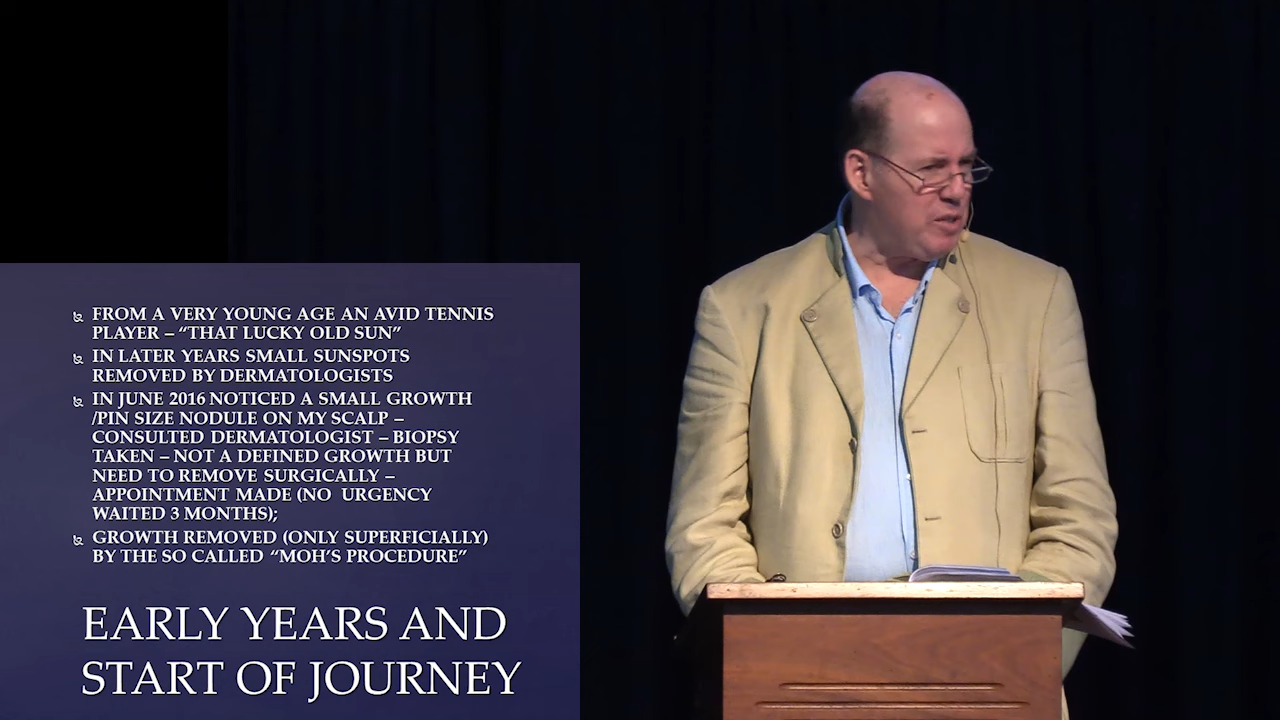 FROM A VERY YOUNG AGE AN AVID TENNIS
PLAYER – “THAT LUCKY OLD SUN”
IN LATER YEARS SMALL SUNSPOTS
REMOVED BY DERMATOLOGISTS
IN JUNE 2016 NOTICED A SMALL GROWTH
/PIN SIZE NODULE ON MY SCALP –
CONSULTED DERMATOLOGIST – BIOPSY
TAKEN – NOT A DEFINED GROWTH BUT
NEED TO REMOVE SURGICALLY –
APPOINTMENT MADE (NO URGENCY
WAITED 3 MONTHS);
GROWTH REMOVED (ONLY SUPERFICIALLY)
BY THE SO CALLED “MOH’S PROCEDURE”
EARLY YEARS AND
START OF JOURNEY